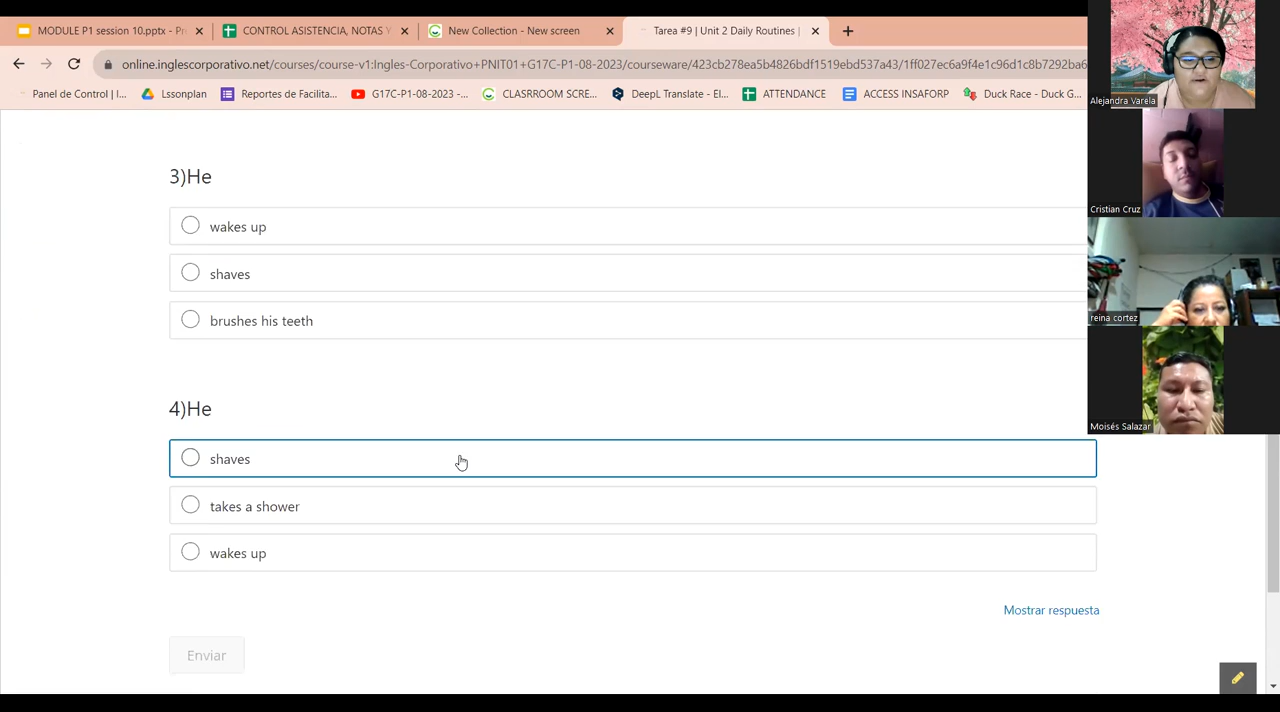 MODULE P1 session 10.pptx - Pr
CONTROL ASISTENCIA, NOTAS Y
New Collection - New screen
Tarea #9 | Unit 2 Daily Routines |
online.inglescorporativo.net/courses/course-v1:Ingles-Corporativo+PNIT01+G17C-P1-08-2023/courseware/423cb278ea5b4826bdf1519ebd537a43/1ff027ec6a9f4e1c96d1c8b7292ba6
Panel de Control | I...
Lssonplan
Reportes de Facilita...
G17C-P1-08-2023 -...
CLASSROOM SCRE...
DeepL Translate - El...
ATTENDANCE
ACCESS INSAFORP
Duck Race - Duck G...
Alejandra Varela
Cristian Cruz
reina cortez
Moisés Salazar
3)He
wakes up
shaves
brushes his teeth
4)He
shaves
takes a shower
wakes up
Mostrar respuesta
Enviar